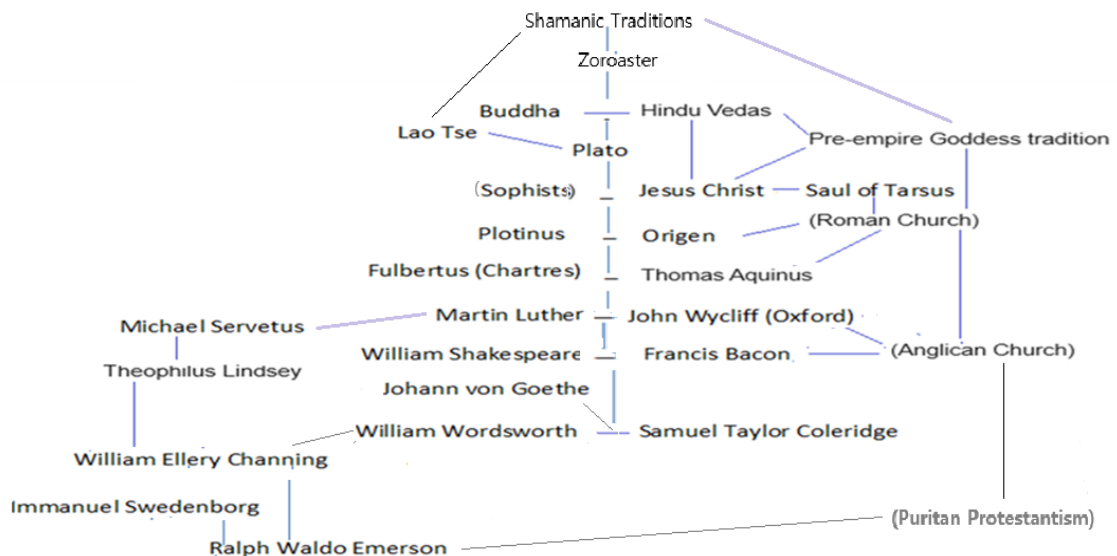 Shamanic Traditions
Zoroaster
Buddha
Hindu Vedas
Lao Tse
Pre-empire Goddess tradition
Plato
(Sophists)
Jesus Christ
Saul of Tarsus
(Roman Church)
Plotinus
Origen
Fulbertus (Chartres)
Thomas Aquinus
Martin Luther
John Wycliff (Oxford)
Michael Servetus
William Shakespeare
Francis Bacon
(Anglican Church)
Theophilus Lindsey
Johann von Goethe
William Wordsworth
Samuel Taylor Coleridge
William Ellery Channing
Immanuel Swedenborg
(Puritan Protestantism)
Ralph Waldo Emerson